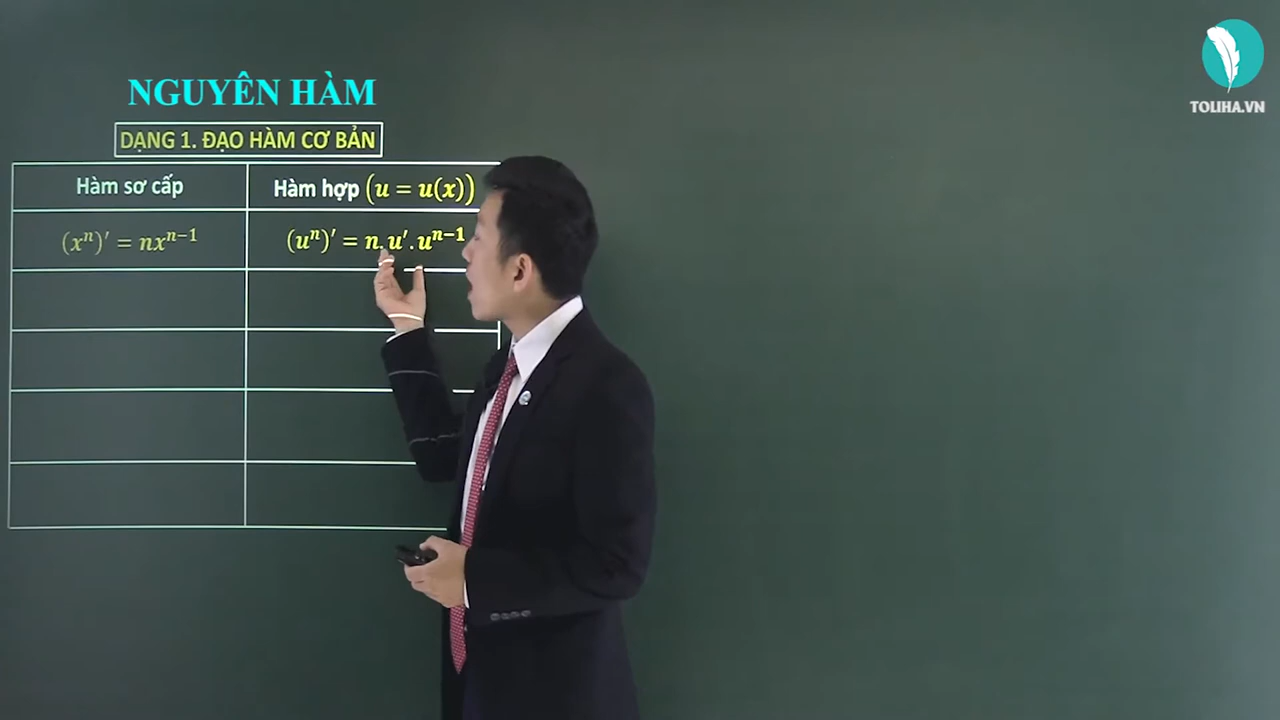 NGUYÊN HÀM
DẠNG 1. ĐẠO HÀM CƠ BẢN
Hàm sơ cấp
Hàm hợp (u = u(x))
(xⁿ)′ = nxⁿ⁻¹
(uⁿ)′ = n.u′.uⁿ⁻¹
TOLIHA.VN